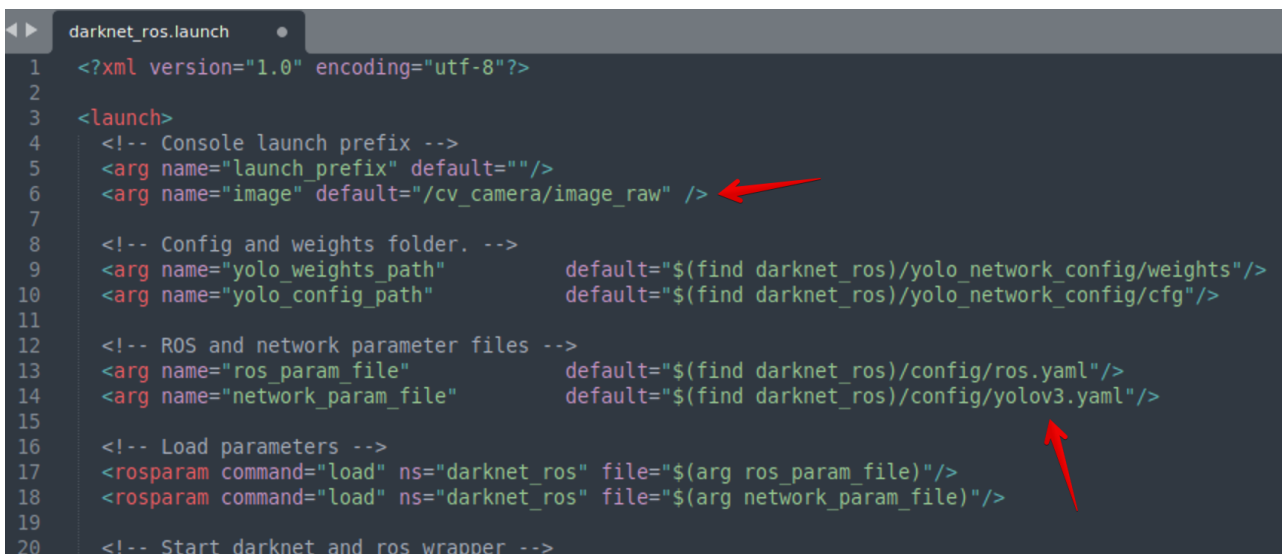 darknet_ros.launch
1 <?xml version="1.0" encoding="utf-8"?>
2
3 <launch>
4 <!-- Console launch prefix -->
5 <arg name="launch_prefix" default=""/>
6 <arg name="image" default="/cv_camera/image_raw" />
7
8 <!-- Config and weights folder. -->
9 <arg name="yolo_weights_path" default="$(find darknet_ros)/yolo_network_config/weights"/>
10 <arg name="yolo_config_path" default="$(find darknet_ros)/yolo_network_config/cfg"/>
11
12 <!-- ROS and network parameter files -->
13 <arg name="ros_param_file" default="$(find darknet_ros)/config/ros.yaml"/>
14 <arg name="network_param_file" default="$(find darknet_ros)/config/yolov3.yaml"/>
15
16 <!-- Load parameters -->
17 <rosparam command="load" ns="darknet_ros" file="$(arg ros_param_file)"/>
18 <rosparam command="load" ns="darknet_ros" file="$(arg network_param_file)"/>
19
20 <!-- Start darknet and ros wrapper -->